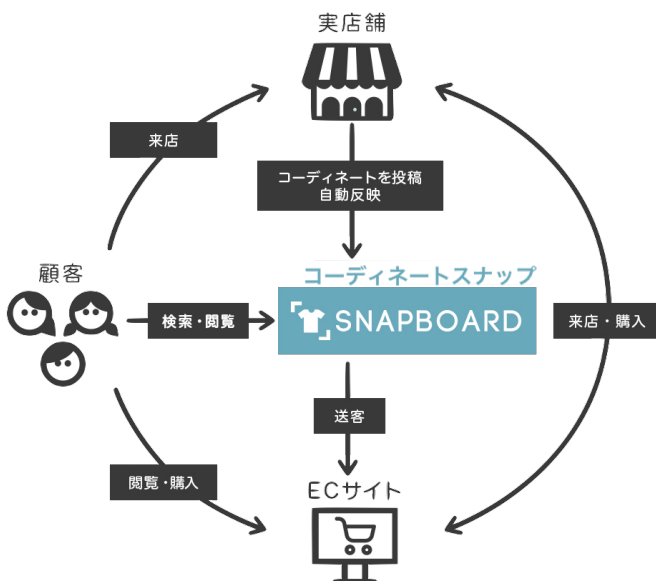 実店舗
来店
コーディネートを投稿
自動反映
顧客
コーディネートスナップ
検索・閲覧
SNAPBOARD
来店・購入
送客
閲覧・購入
ECサイト